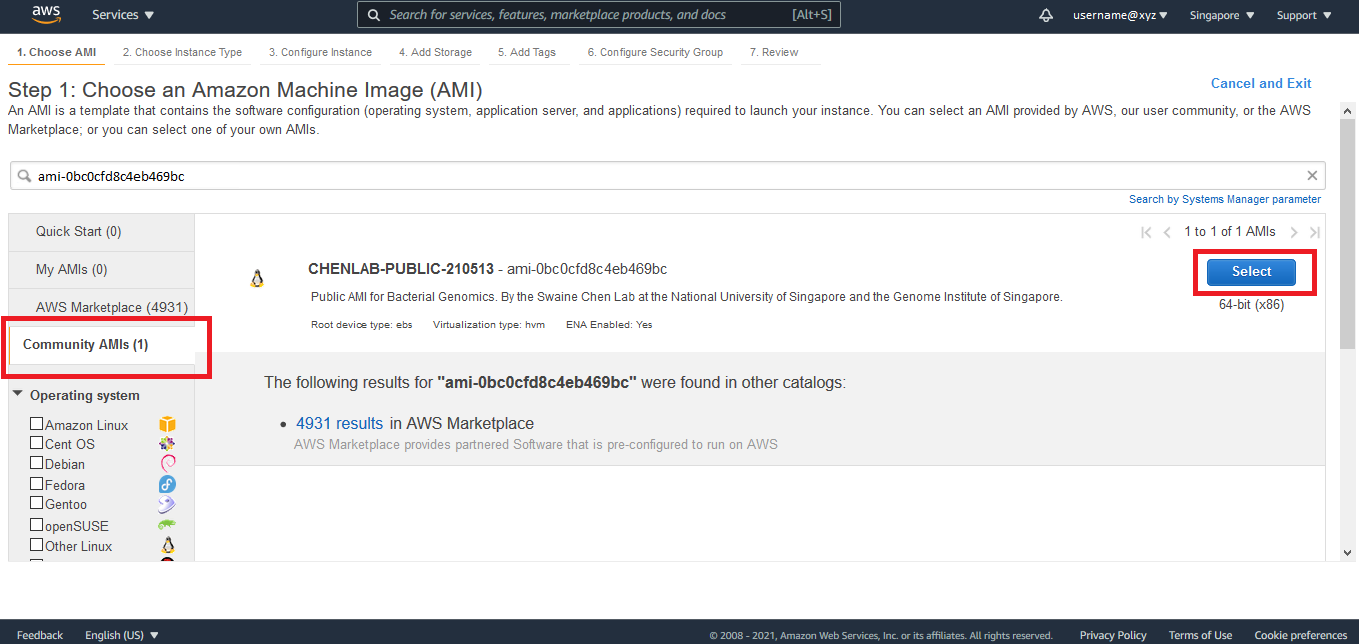 aws Services Search for services, features, marketplace products, and docs [Alt+S] username@xyz Singapore Support
1. Choose AMI 2. Choose Instance Type 3. Configure Instance 4. Add Storage 5. Add Tags 6. Configure Security Group 7. Review
Step 1: Choose an Amazon Machine Image (AMI)
Cancel and Exit
An AMI is a template that contains the software configuration (operating system, application server, and applications) required to launch your instance. You can select an AMI provided by AWS, our user community, or the AWS
Marketplace; or you can select one of your own AMIs.
ami-0bc0cfd8c4eb469bc
Search by Systems Manager parameter
Quick Start (0)
My AMIs (0)
AWS Marketplace (4931)
Community AMIs (1)
Operating system
Amazon Linux
Cent OS
Debian
Fedora
Gentoo
openSUSE
Other Linux
1 to 1 of 1 AMIs
CHENLAB-PUBLIC-210513 - ami-0bc0cfd8c4eb469bc
Select
Public AMI for Bacterial Genomics. By the Swaine Chen Lab at the National University of Singapore and the Genome Institute of Singapore.
64-bit (x86)
Root device type: ebs Virtualization type: hvm ENA Enabled: Yes
The following results for "ami-0bc0cfd8c4eb469bc" were found in other catalogs:
• 4931 results in AWS Marketplace
AWS Marketplace provides partnered Software that is pre-configured to run on AWS
Feedback English (US) © 2008 - 2021, Amazon Web Services, Inc. or its affiliates. All rights reserved. Privacy Policy Terms of Use Cookie preferences